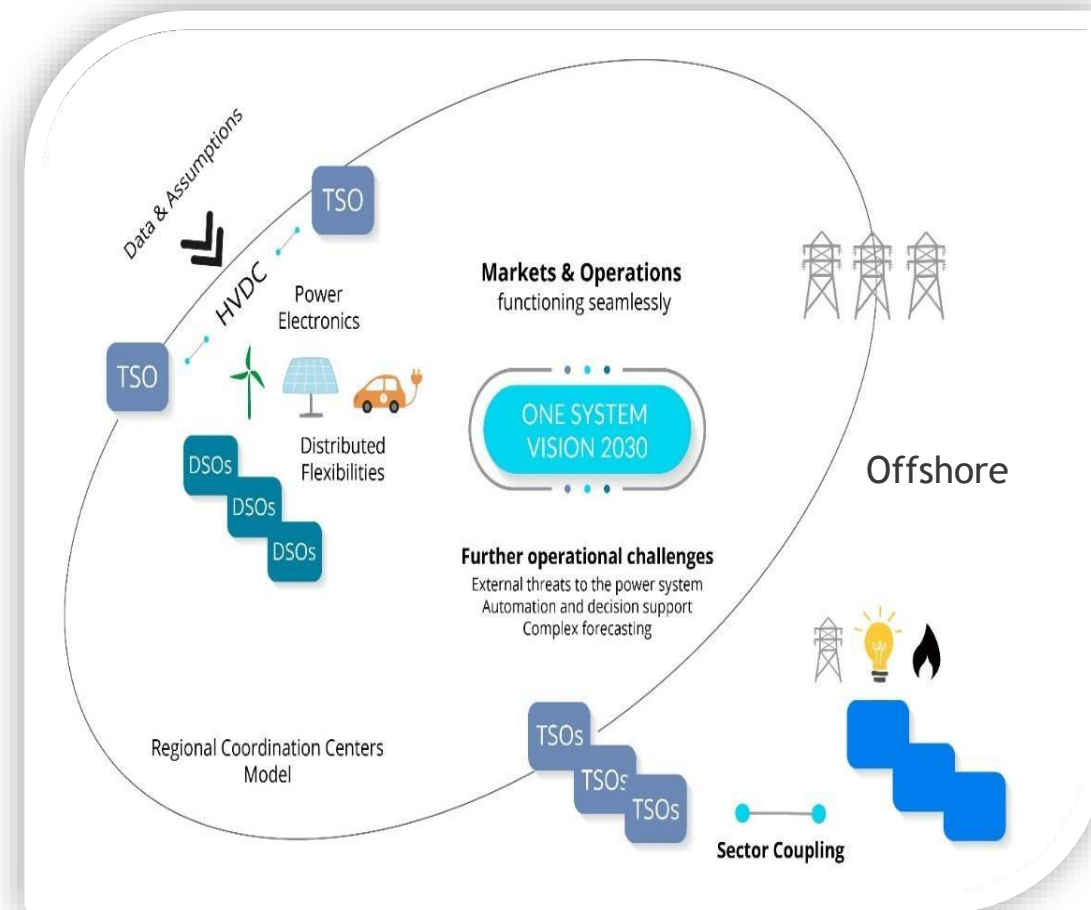 Data & Assumptions
TSO
HVDC
TSO
Power
Electronics
Distributed
Flexibilities
DSOs
DSOs
DSOs
Markets & Operations
functioning seamlessly
ONE SYSTEM
VISION 2030
Offshore
Further operational challenges
External threats to the power system
Automation and decision support
Complex forecasting
Regional Coordination Centers
Model
TSOs
TSOs
TSOs
Sector Coupling